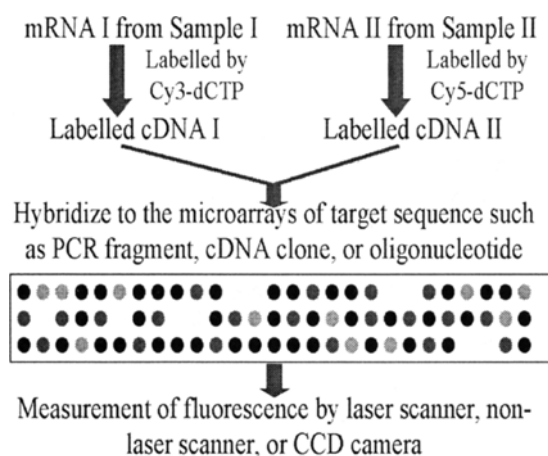 mRNA I from Sample I
mRNA II from Sample II
Labelled by
Cy3-dCTP
Labelled by
Cy5-dCTP
Labelled cDNA I
Labelled cDNA II
Hybridize to the microarrays of target sequence such
as PCR fragment, cDNA clone, or oligonucleotide
Measurement of fluorescence by laser scanner, non-
laser scanner, or CCD camera